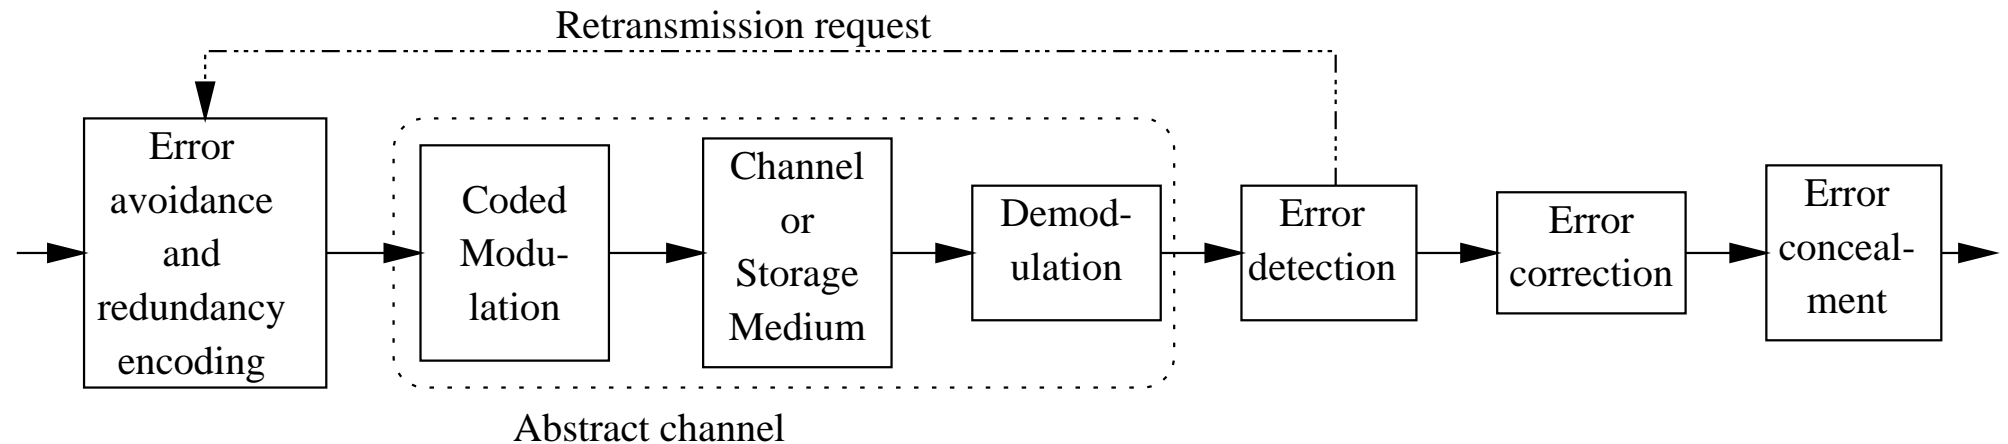 Retransmission request
Error
avoidance
and
redundancy
encoding
Coded
Modu-
lation
Channel
or
Storage
Medium
Demod-
ulation
Error
detection
Error
correction
Error
conceal-
ment
Abstract channel